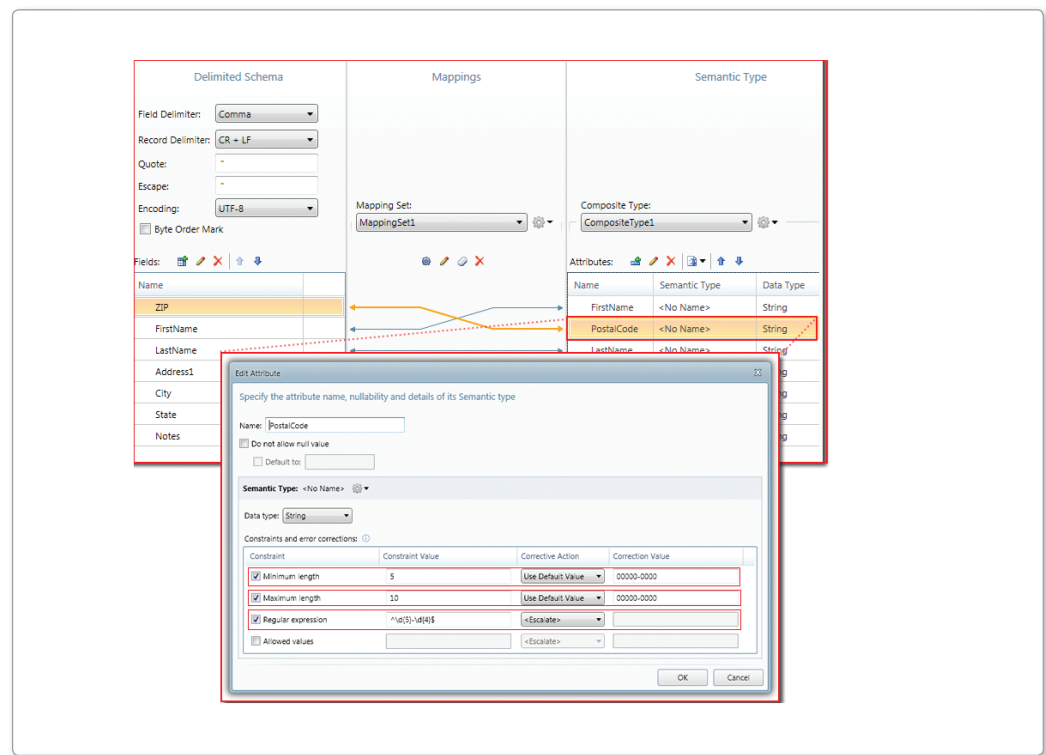 Delimited Schema
Mappings
Semantic Type
Field Delimiter: Comma
Record Delimiter: CR + LF
Quote: "
Escape: "
Encoding: UTF-8
Byte Order Mark
Mapping Set:
MappingSet1
Composite Type:
CompositeType1
Fields:
Attributes:
Name
Name Semantic Type Data Type
ZIP
FirstName <No Name> String
FirstName
PostalCode <No Name> String
LastName
LastName <No Name> String
Address1
City
State
Notes
Edit Attribute
Specify the attribute name, nullability and details of its Semantic type
Name: PostalCode
Do not allow null value
Default to:
Semantic Type: <No Name>
Data type: String
Constraints and error corrections:
Constraint Constraint Value Corrective Action Correction Value
Minimum length 5 Use Default Value 00000-0000
Maximum length 10 Use Default Value 00000-0000
Regular expression ^\d{5}-\d{4}$ <Escalate>
Allowed values <Escalate>
OK Cancel